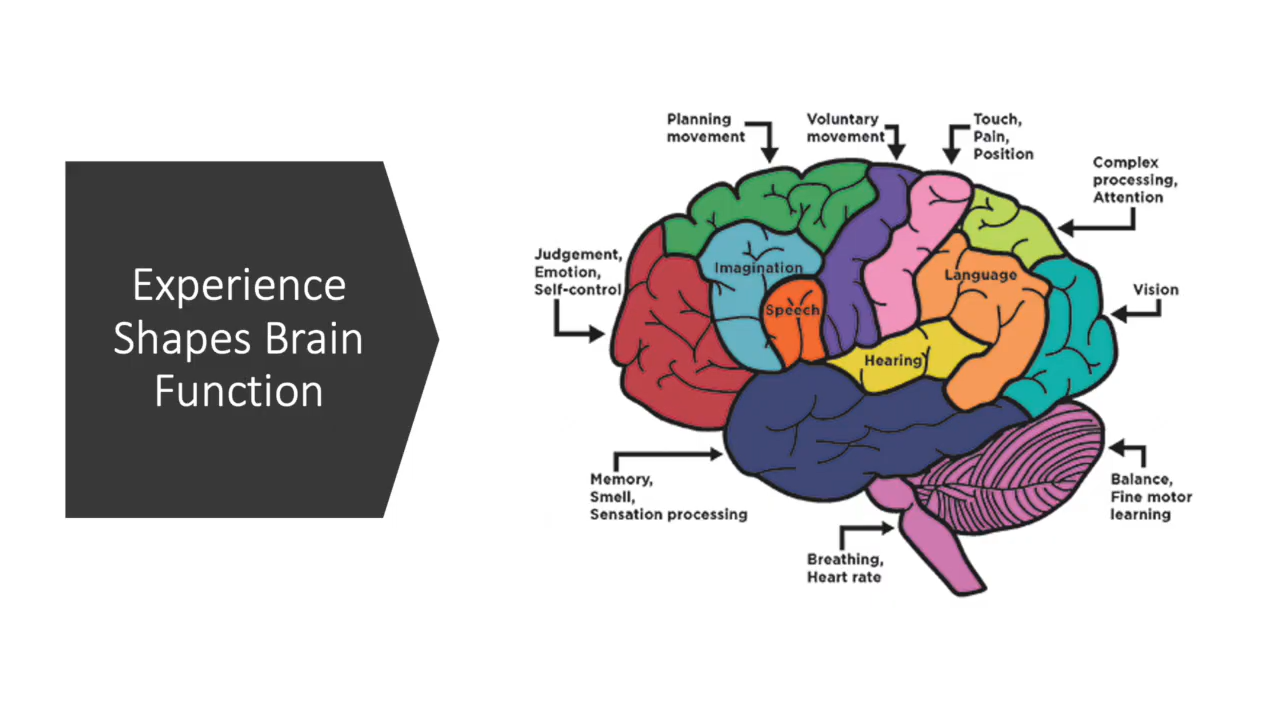 Experience
Shapes Brain
Function
Planning
movement
Voluntary
movement
Touch,
Pain,
Position
Complex
processing,
Attention
Judgement,
Emotion,
Self-control
Imagination
Speech
Language
Hearing
Vision
Memory,
Smell,
Sensation processing
Balance,
Fine motor
learning
Breathing,
Heart rate